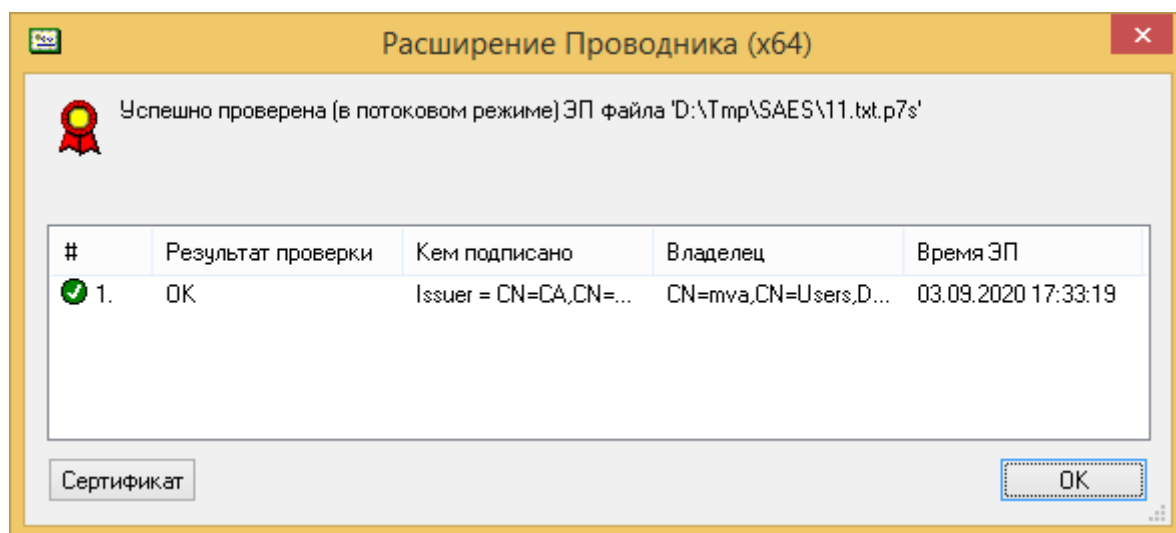 Расширение Проводника (x64)
Успешно проверена (в потоковом режиме) ЭП файла 'D:\Tmp\SAES\11.txt.p7s'
# Результат проверки Кем подписано Владелец Время ЭП
1. OK Issuer = CN=CA,CN=... CN=mva,CN=Users,D... 03.09.2020 17:33:19
Сертификат OK